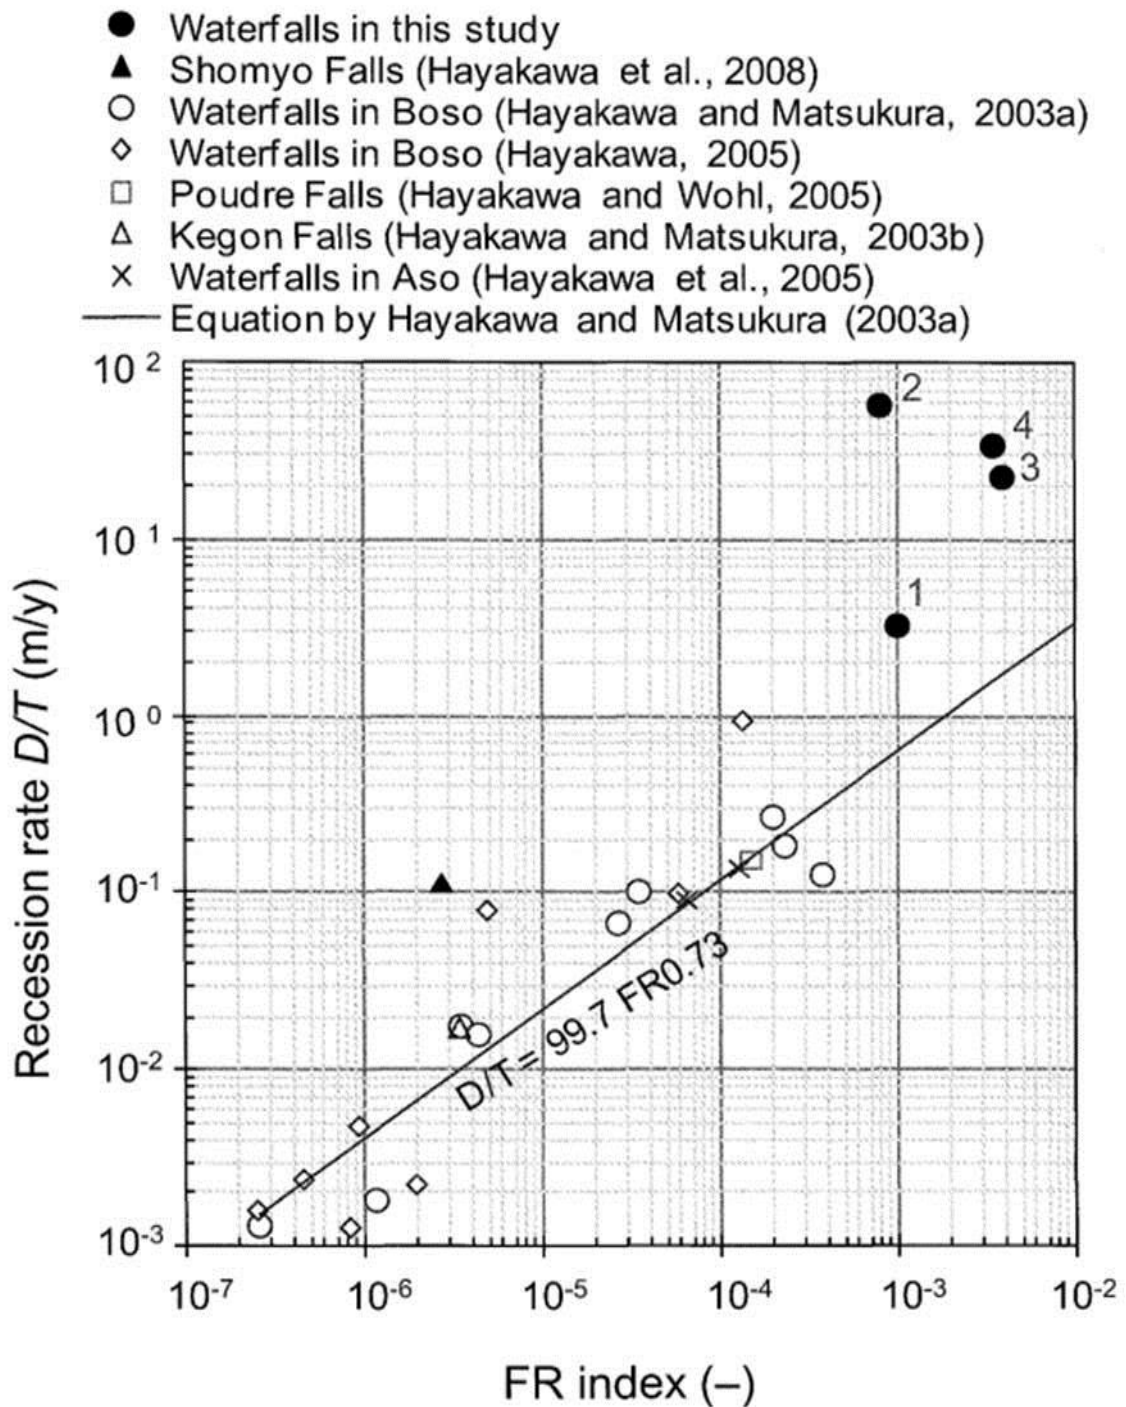 Waterfalls in this study
Shomyo Falls (Hayakawa et al., 2008)
Waterfalls in Boso (Hayakawa and Matsukura, 2003a)
Waterfalls in Boso (Hayakawa, 2005)
Poudre Falls (Hayakawa and Wohl, 2005)
Kegon Falls (Hayakawa and Matsukura, 2003b)
Waterfalls in Aso (Hayakawa et al., 2005)
Equation by Hayakawa and Matsukura (2003a)
10 2
2
4
3
10 1
1
10 0
10 -1
D/T = 99.7 FR0.73
10 -2
10 -3
Recession rate D/T (m/y)
10 -7
10 -6
10 -5
10 -4
10 -3
10 -2
FR index (–)